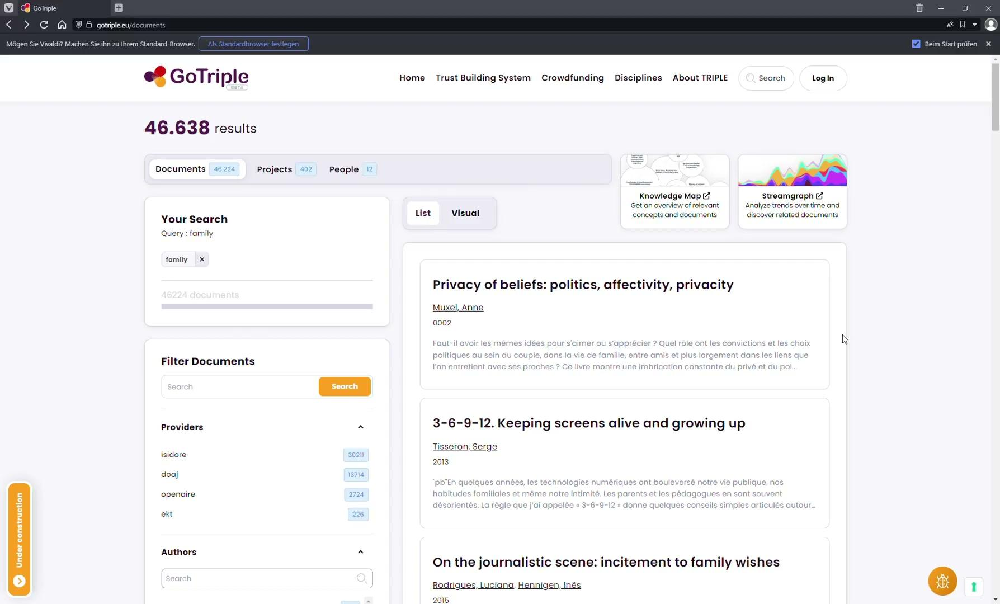 GoTriple
gotriple.eu/documents
Mögen Sie Vivaldi? Machen Sie ihn zu Ihrem Standard-Browser.
Als Standardbrowser festlegen
Beim Start prüfen
GoTriple
BETA
Home
Trust Building System
Crowdfunding
Disciplines
About TRIPLE
Search
Log In
46.638 results
Documents 46.224
Projects 402
People 12
Knowledge Map
Get an overview of relevant
concepts and documents
Streamgraph
Analyze trends over time and
discover related documents
Your Search
Query : family
family
46224 documents
Filter Documents
Search
Search
Providers
isidore 30211
doaj 13714
openaire 2724
ekt 226
Authors
Search
List
Visual
Privacy of beliefs: politics, affectivity, privacity
Muxel, Anne
0002
Faut-il avoir les mêmes idées pour s'aimer ou s'apprécier ? Quel rôle ont les convictions et les choix
politiques au sein du couple, dans la vie de famille, entre amis et plus largement dans les liens que
l'on entretient avec ses proches ? Ce livre montre une imbrication constante du privé et du pol...
3-6-9-12. Keeping screens alive and growing up
Tisseron, Serge
2013
`pb"En quelques années, les technologies numériques ont bouleversé notre vie publique, nos
habitudes familiales et même notre intimité. Les parents et les pédagogues en sont souvent
désorientés. La règle que j'ai appelée « 3-6-9-12 » donne quelques conseils simples articulés autour...
On the journalistic scene: incitement to family wishes
Rodrigues, Luciana, Hennigen, Inês
2015
Under construction